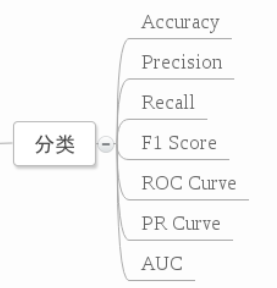 分类
Accuracy
Precision
Recall
F1 Score
ROC Curve
PR Curve
AUC